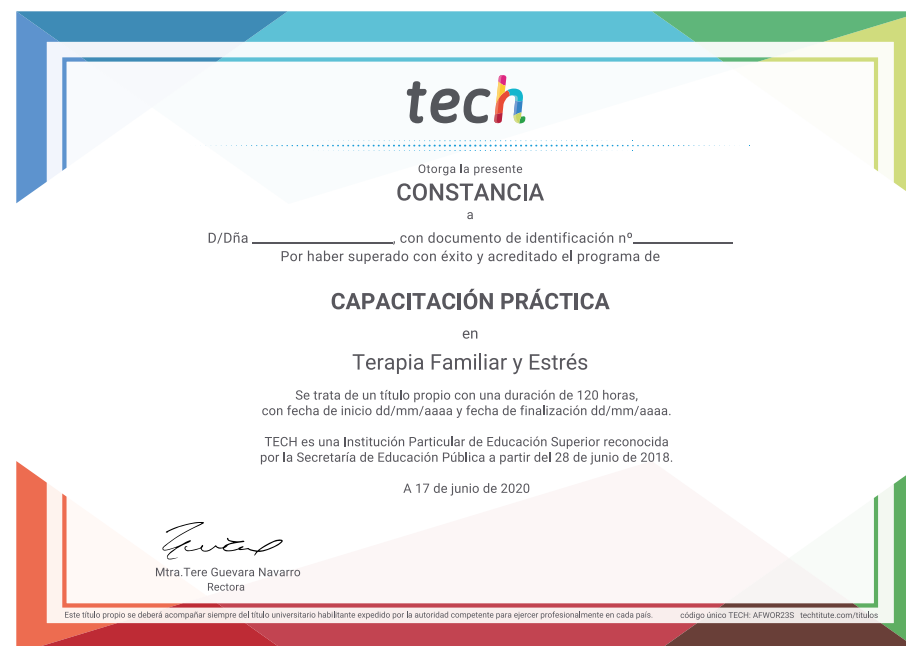 tech
Otorga la presente
CONSTANCIA
a
D/Dña ____________________, con documento de identificación nº______________
Por haber superado con éxito y acreditado el programa de
CAPACITACIÓN PRÁCTICA
en
Terapia Familiar y Estrés
Se trata de un título propio con una duración de 120 horas,
con fecha de inicio dd/mm/aaaa y fecha de finalización dd/mm/aaaa.
TECH es una Institución Particular de Educación Superior reconocida
por la Secretaría de Educación Pública a partir del 28 de junio de 2018.
A 17 de junio de 2020
Mtra.Tere Guevara Navarro
Rectora
Este título propio se deberá acompañar siempre del título universitario habilitante expedido por la autoridad competente para ejercer profesionalmente en cada país. código único TECH: AFWOR23S techtitute.com/titulos